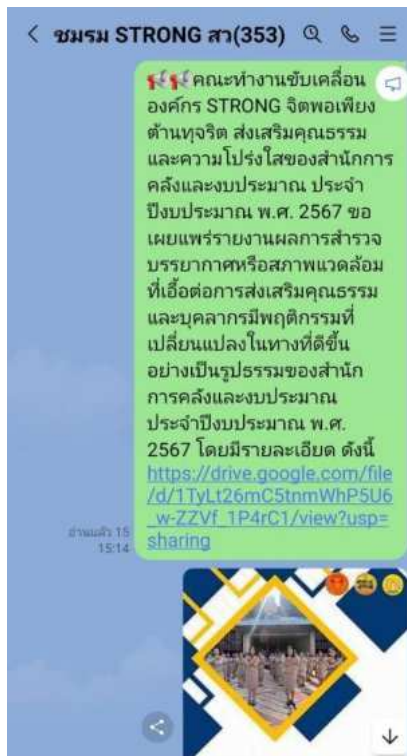 ชมรม STRONG สว(353)
คณะทำงานขับเคลื่อน
องค์กร STRONG จิตพอเพียง
ต้านทุจริต ส่งเสริมคุณธรรม
และความโปร่งใสของสำนักการ
คลังและงบประมาณ ประจำ
ปีงบประมาณ พ.ศ. 2567 ขอ
เผยแพร่รายงานผลการสำรวจ
บรรยากาศหรือสภาพแวดล้อม
ที่เอื้อต่อการส่งเสริมคุณธรรม
และบุคลากรมีพฤติกรรมที่
เปลี่ยนแปลงในทางที่ดีขึ้น
อย่างเป็นรูปธรรมของสำนัก
การคลังและงบประมาณ
ประจำปีงบประมาณ พ.ศ.
2567 โดยมีรายละเอียด ดังนี้
https://drive.google.com/file
/d/1TyLt26mC5tnmWhP5U6
_w-ZZVf_1P4rC1/view?usp=
sharing
อ่านแล้ว 15
15:14